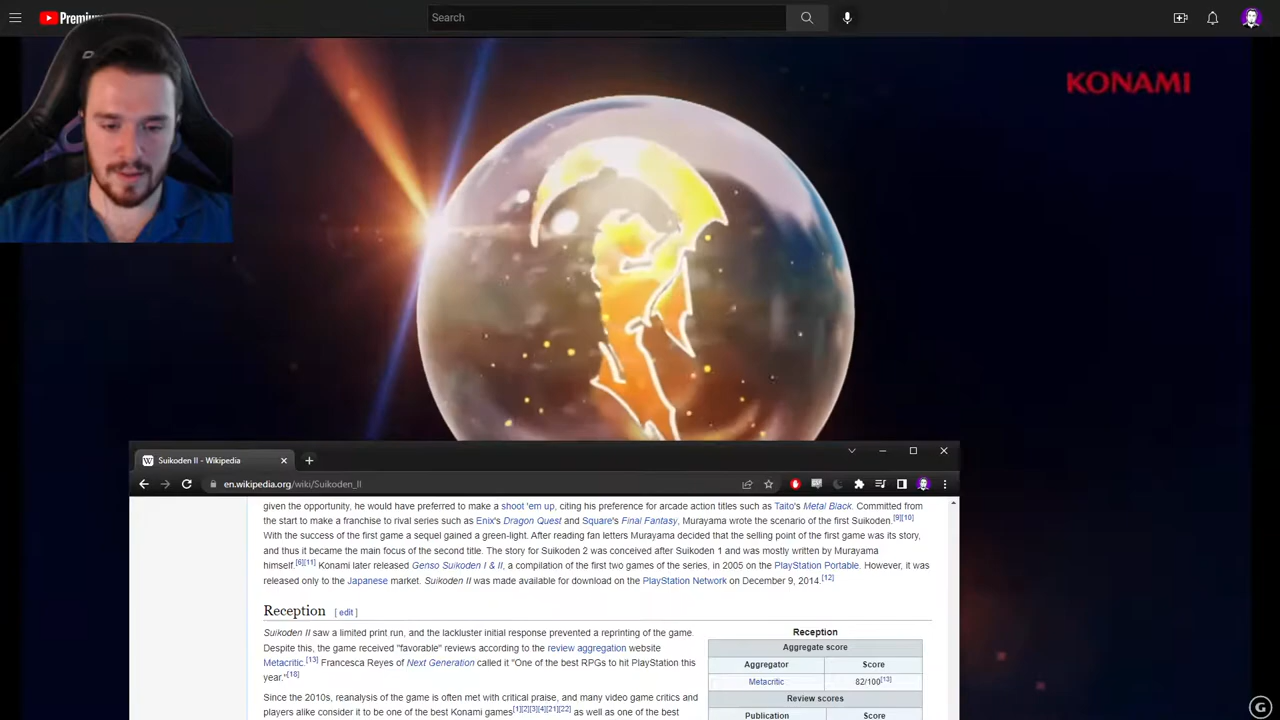 Premium
Search
KONAMI
Suikoden II - Wikipedia
en.wikipedia.org/wiki/Suikoden_II
given the opportunity, he would have preferred to make a shoot 'em up, citing his preference for arcade action titles such as Taito's Metal Black. Committed from
the start to make a franchise to rival series such as Enix's Dragon Quest and Square's Final Fantasy, Murayama wrote the scenario of the first Suikoden.[9][10]
With the success of the first game a sequel gained a green-light. After reading fan letters Murayama decided that the selling point of the first game was its story,
and thus it became the main focus of the second title. The story for Suikoden 2 was conceived after Suikoden 1 and was mostly written by Murayama
himself.[6][11] Konami later released Genso Suikoden I & II, a compilation of the first two games of the series, in 2005 on the PlayStation Portable. However, it was
released only to the Japanese market. Suikoden II was made available for download on the PlayStation Network on December 9, 2014.[12]
Reception [ edit ]
Suikoden II saw a limited print run, and the lackluster initial response prevented a reprinting of the game.
Despite this, the game received "favorable" reviews according to the review aggregation website
Metacritic.[13] Francesca Reyes of Next Generation called it "One of the best RPGs to hit PlayStation this
year."[18]
Since the 2010s, reanalysis of the game is often met with critical praise, and many video game critics and
players alike consider it to be one of the best Konami games[1][2][3][4][21][22] as well as one of the best
Reception
Aggregate score
Aggregator Score
Metacritic 82/100[13]
Review scores
Publication Score
G